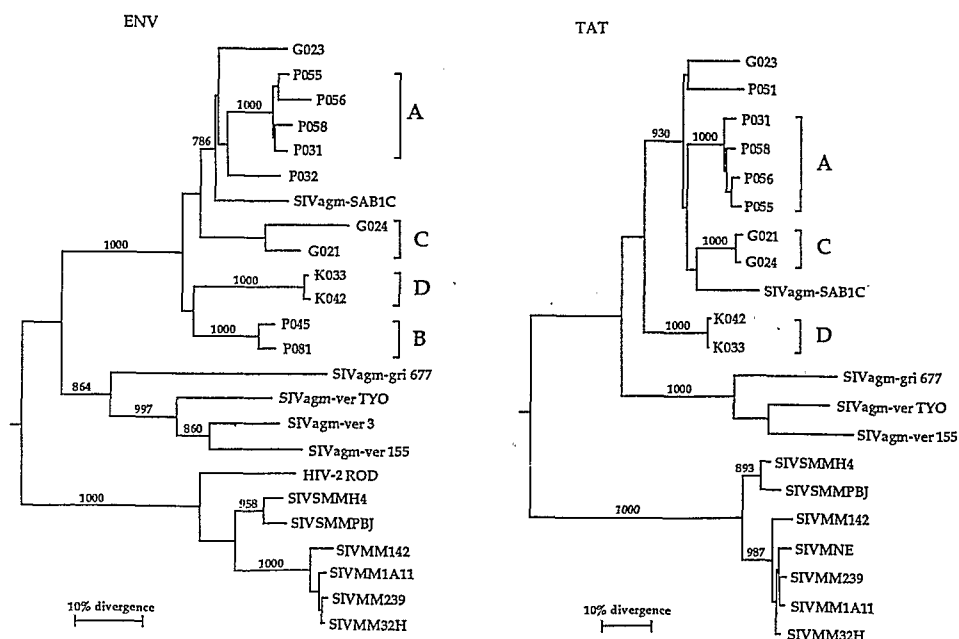 ENV
G023
P055
P056
1000
P058
P031
A
786
P032
SIVagm-SAB1C
G024
G021
C
1000
K033
1000
K042
D
P045
1000
P081
B
SIVagm-gri 677
864
SIVagm-ver TYO
997
SIVagm-ver 3
860
SIVagm-ver 155
HIV-2 ROD
1000
SIVSMMH4
958
SIVSMMPBJ
SIVMM142
1000
SIVMM1A11
SIVMM239
SIVMM32H
10% divergence
TAT
G023
P051
P031
930
1000
P058
P056
P055
A
G021
1000
G024
C
SIVagm-SAB1C
K042
1000
K033
D
SIVagm-gri 677
1000
SIVagm-ver TYO
SIVagm-ver 155
SIVSMMH4
893
SIVSMMPBJ
1000
SIVMM142
987
SIVMNE
SIVMM239
SIVMM1A11
SIVMM32H
10% divergence